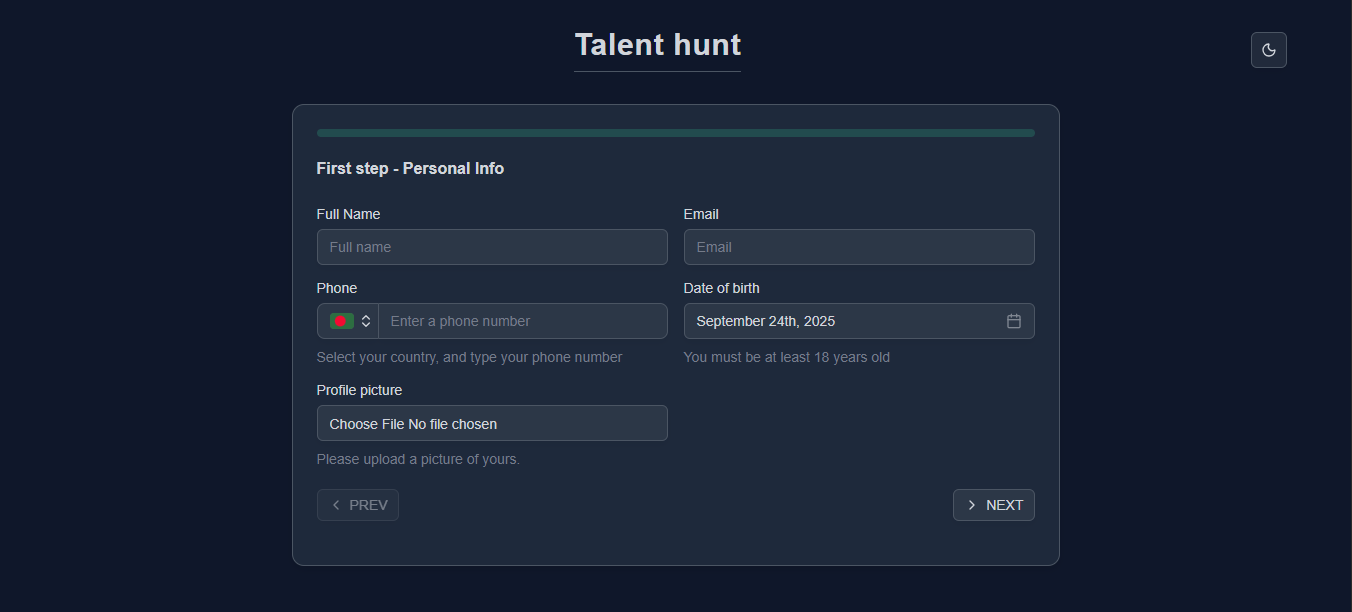 Talent hunt
First step - Personal Info
Full Name
Email
Full name
Email
Phone
Date of birth
Enter a phone number
September 24th, 2025
Select your country, and type your phone number
You must be at least 18 years old
Profile picture
Choose File No file chosen
Please upload a picture of yours.
PREV
NEXT